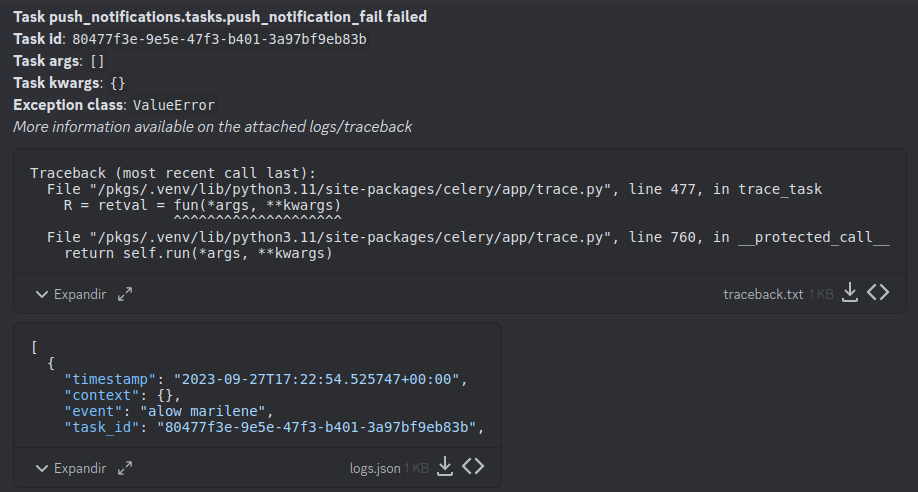 Task push_notifications.tasks.push_notification_fail failed
Task id: 80477f3e-9e5e-47f3-b401-3a97bf9eb83b
Task args: []
Task kwargs: {}
Exception class: ValueError
More information available on the attached logs/traceback
Traceback (most recent call last):
  File "/pkgs/.venv/lib/python3.11/site-packages/celery/app/trace.py", line 477, in trace_task
    R = retval = fun(*args, **kwargs)
                 ^^^^^^^^^^^^^^^^^^^^
  File "/pkgs/.venv/lib/python3.11/site-packages/celery/app/trace.py", line 760, in __protected_call__
    return self.run(*args, **kwargs)
Expandir traceback.txt 1 KB
[
  {
    "timestamp": "2023-09-27T17:22:54.525747+00:00",
    "context": {},
    "event": "alow marilene",
    "task_id": "80477f3e-9e5e-47f3-b401-3a97bf9eb83b",
Expandir logs.json 1 KB